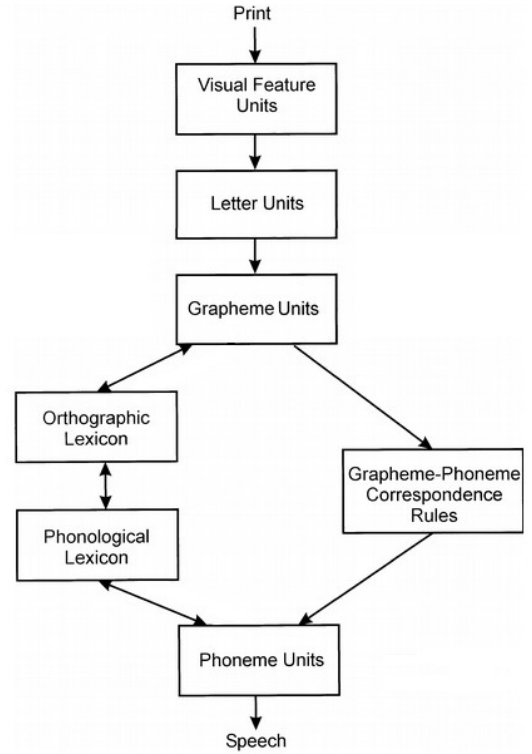 Print
Visual Feature
Units
Letter Units
Grapheme Units
Orthographic
Lexicon
Phonological
Lexicon
Grapheme-Phoneme
Correspondence
Rules
Phoneme Units
Speech